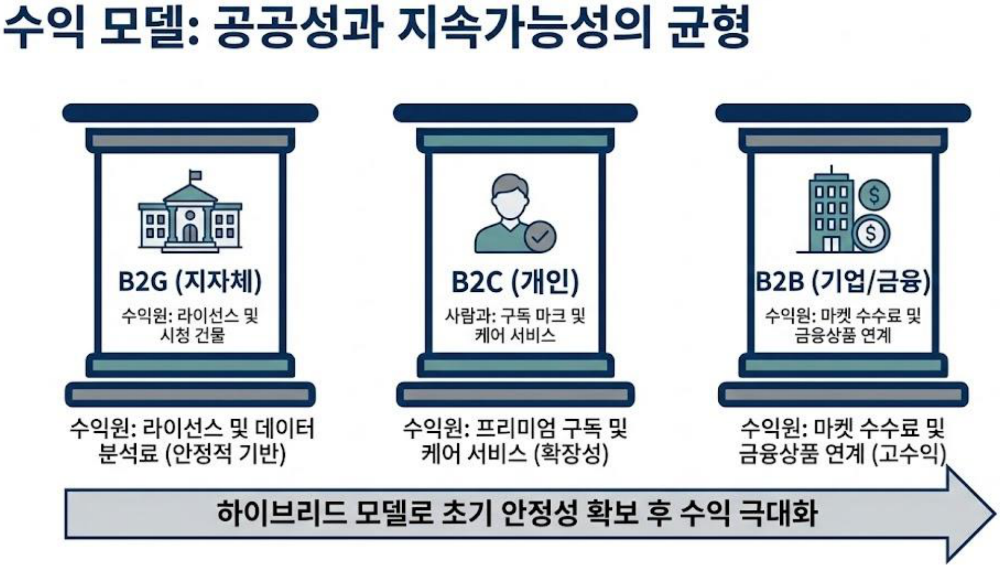 수익 모델: 공공성과 지속가능성의 균형
B2G (지자체)
수익원: 라이선스 및
시청 건물
수익원: 라이선스 및 데이터
분석료 (안정적 기반)
B2C (개인)
사람과: 구독 마크 및
케어 서비스
수익원: 프리미엄 구독 및
케어 서비스 (확장성)
B2B (기업/금융)
수익원: 마켓 수수료 및
금융상품 연계
수익원: 마켓 수수료 및
금융상품 연계 (고수익)
하이브리드 모델로 초기 안정성 확보 후 수익 극대화